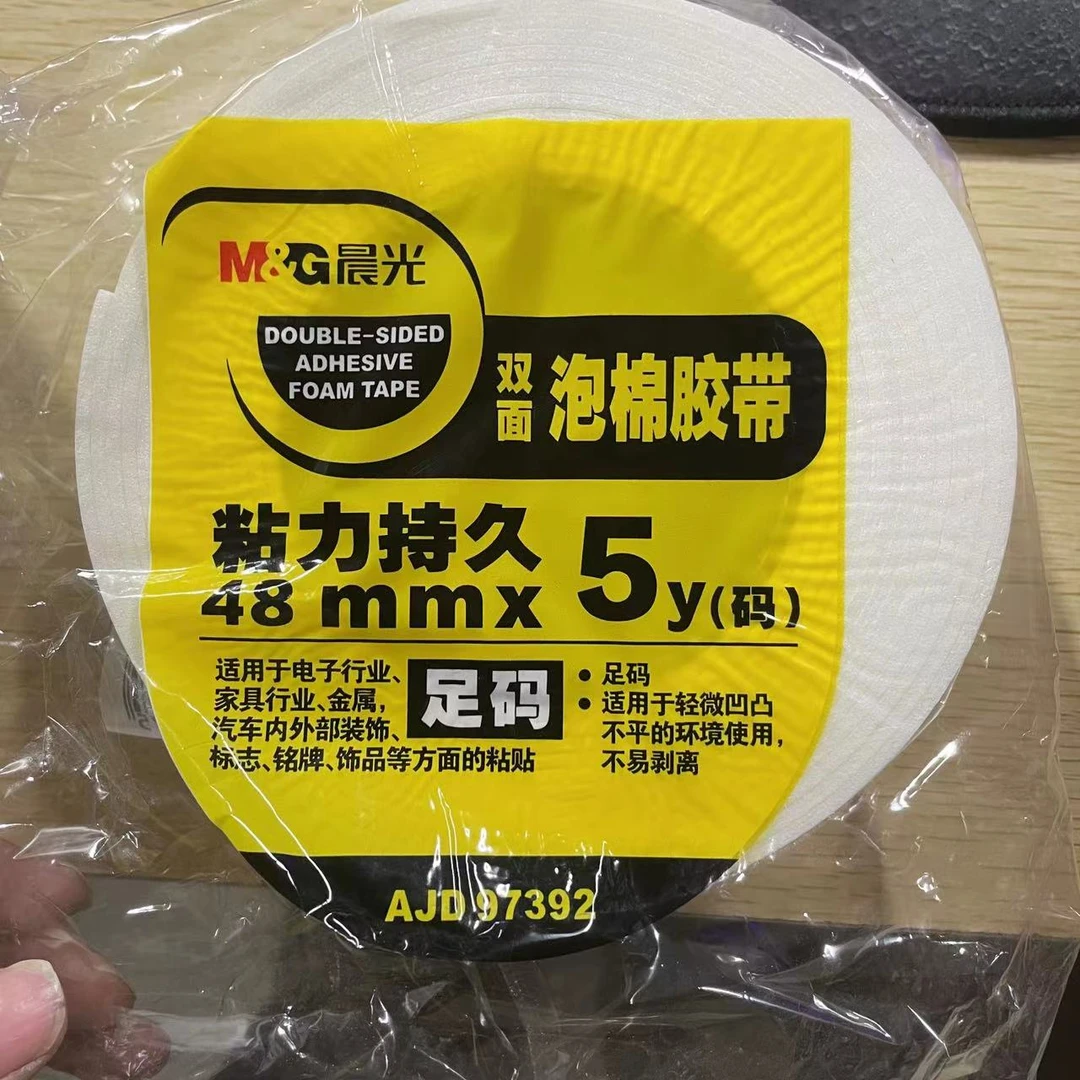 M&G晨光
DOUBLE-SIDED
ADHESIVE
FOAM TAPE
双面 泡棉胶带
粘力持久
48 mm x 5y(码)
适用于电子行业、
家具行业、金属，
汽车内外部装饰、
标志、铭牌、饰品等方面的粘贴
足码
• 足码
• 适用于轻微凹凸
不平的环境使用，
不易剥离
AJD 97392